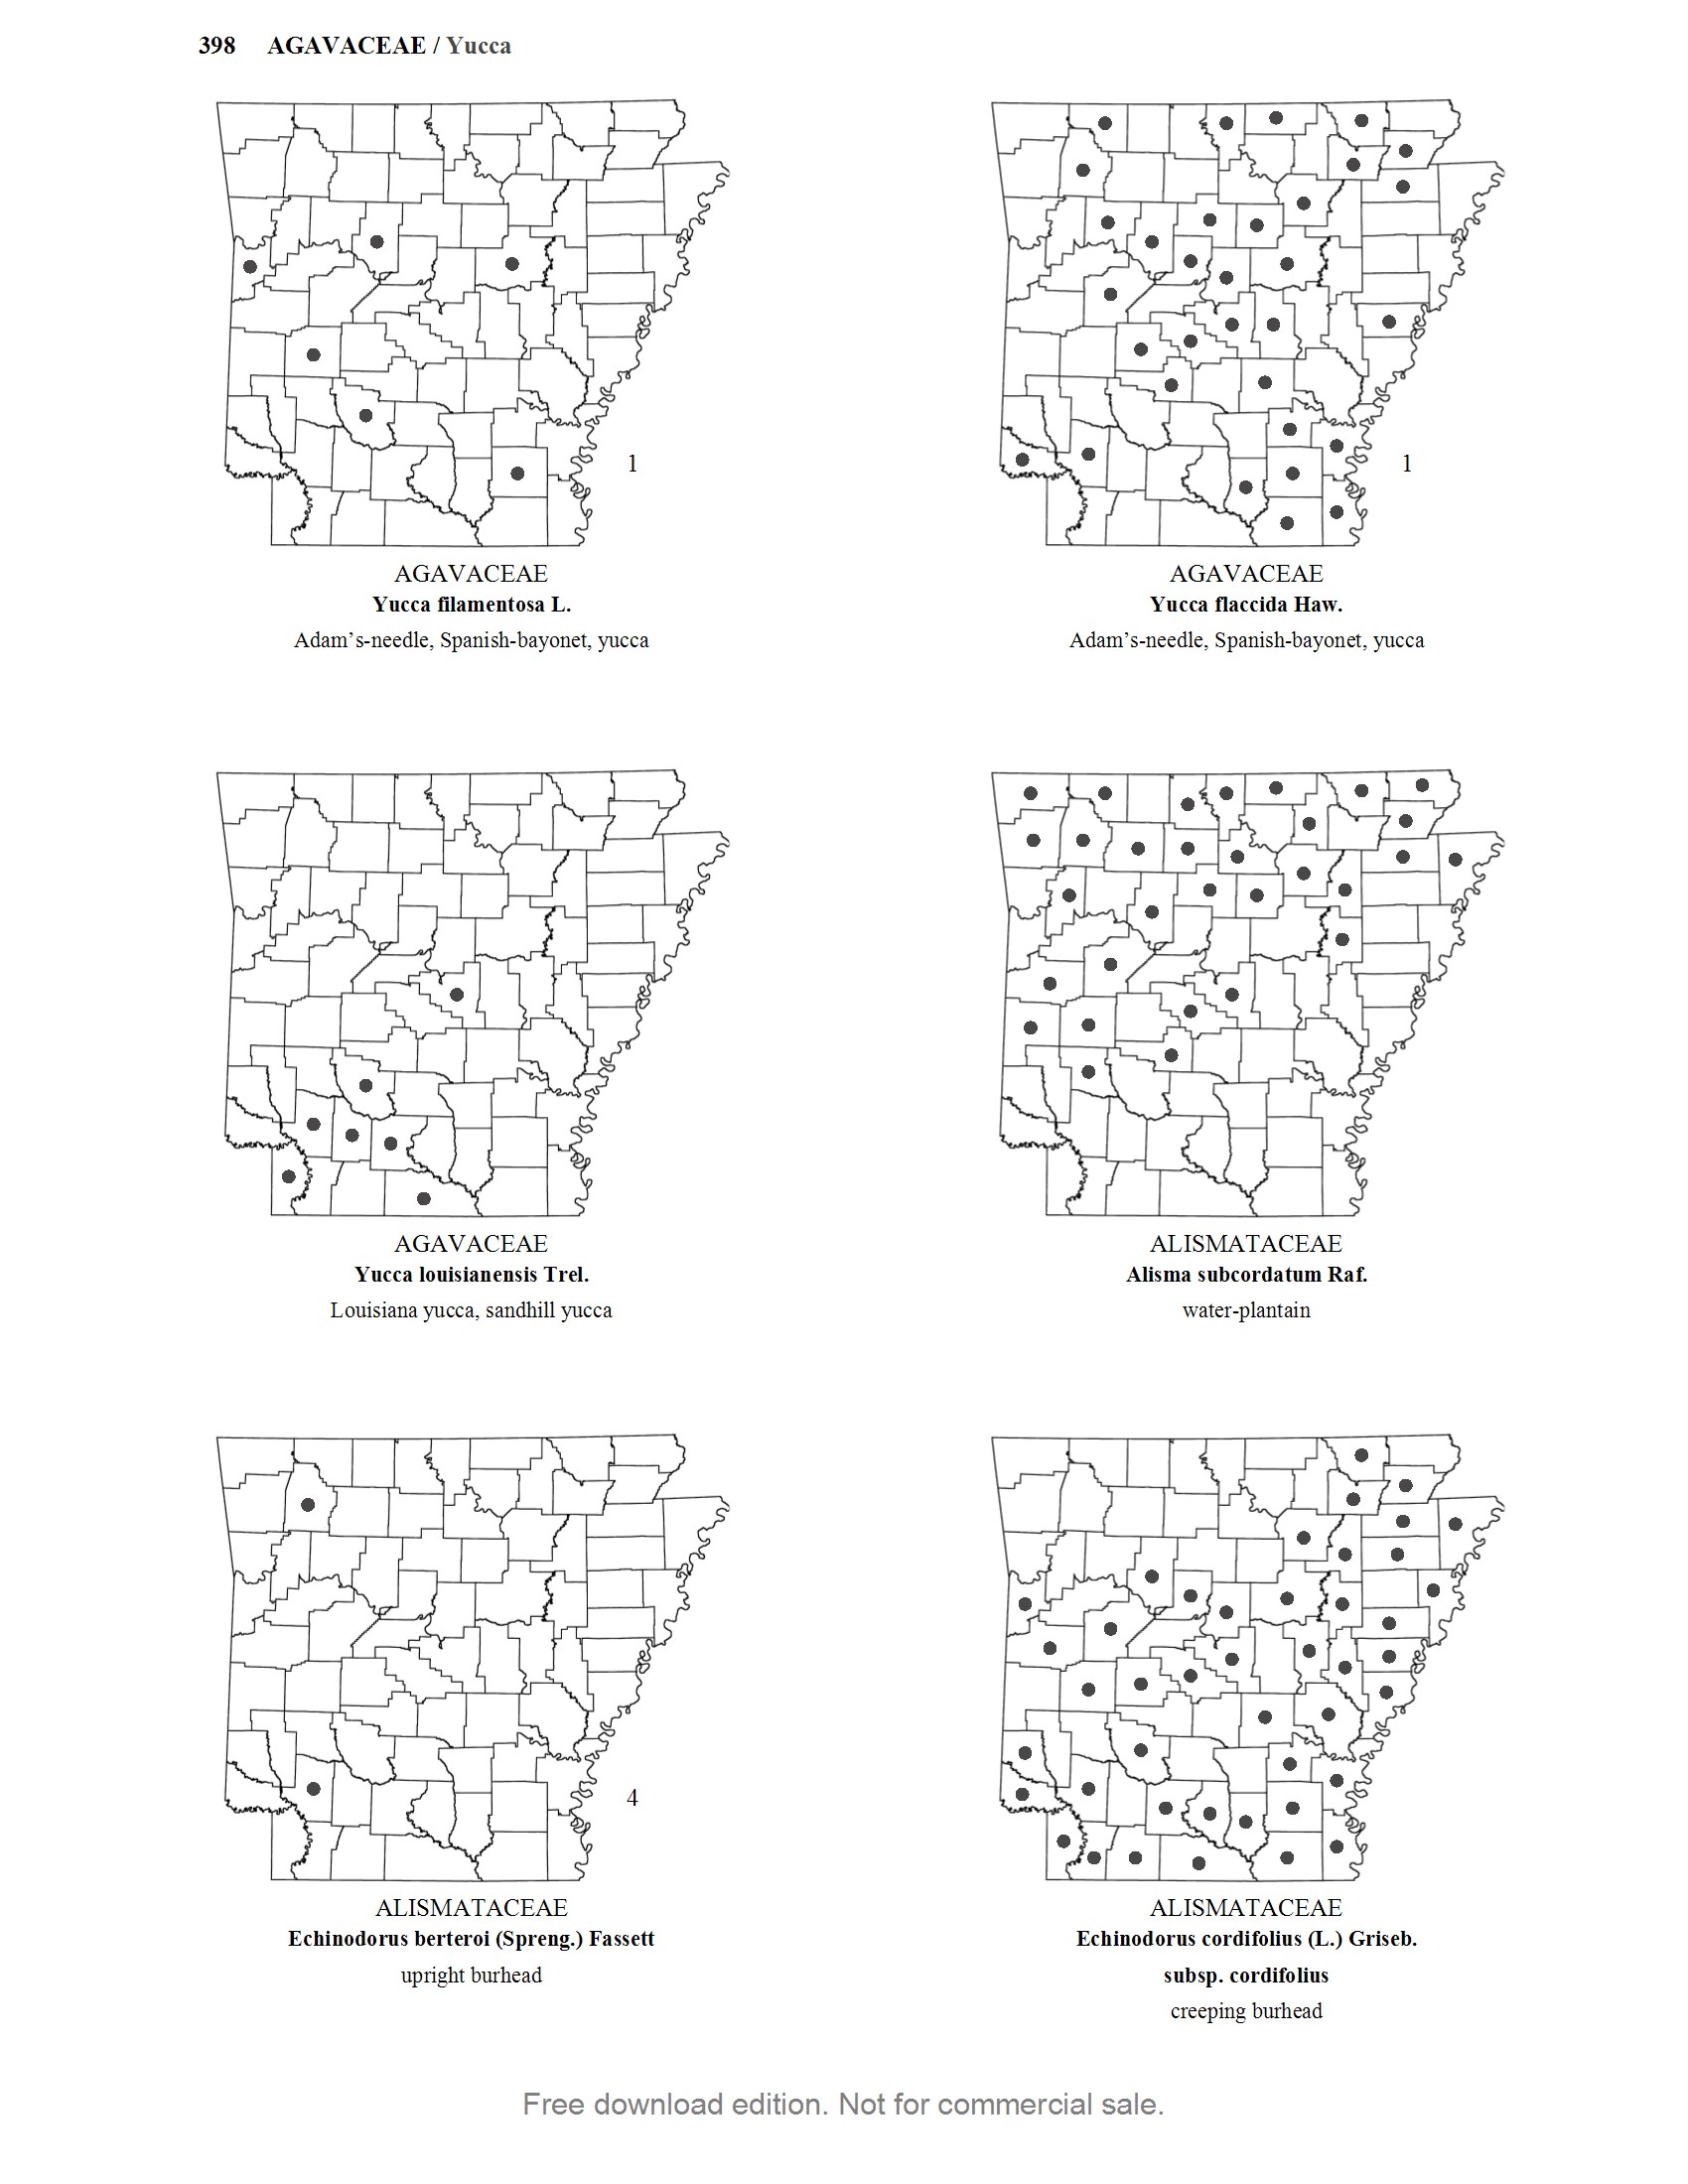 398 AGAVACEAE / Yucca
1
AGAVACEAE
Yucca filamentosa L.
Adam’s-needle, Spanish-bayonet, yucca
1
AGAVACEAE
Yucca flaccida Haw.
Adam’s-needle, Spanish-bayonet, yucca
AGAVACEAE
Yucca louisianensis Trel.
Louisiana yucca, sandhill yucca
ALISMATACEAE
Alisma subcordatum Raf.
water-plantain
4
ALISMATACEAE
Echinodorus berteroi (Spreng.) Fassett
upright burhead
ALISMATACEAE
Echinodorus cordifolius (L.) Griseb.
subsp. cordifolius
creeping burhead
Free download edition. Not for commercial sale.